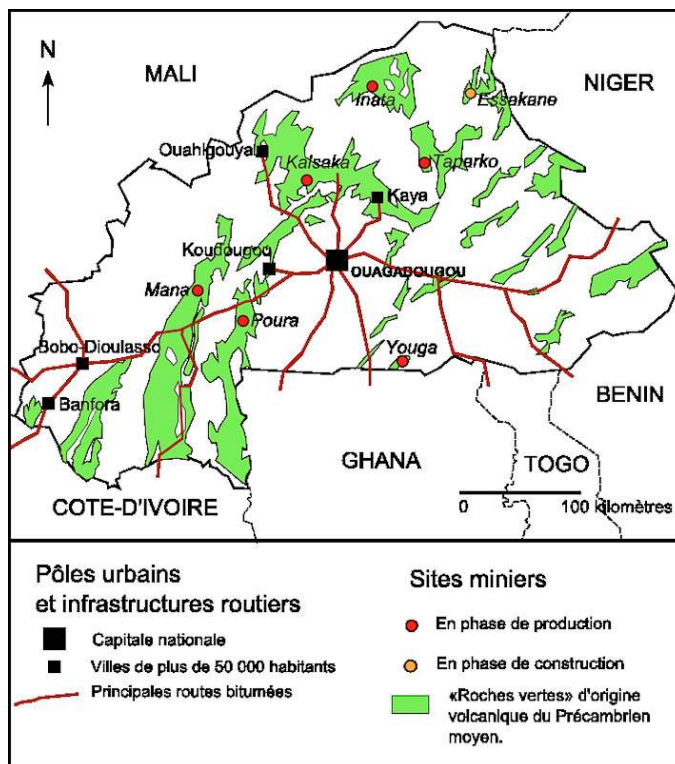 N
MALI
NIGER
Inata
Essakane
Ouahigouya
Kalsaka
Taparko
Kaya
Koudougou
OUAGADOUGOU
Mana
Poura
Bobo-Dioulasso
Youga
Banfora
BENIN
GHANA
TOGO
COTE-D'IVOIRE
0 100 kilomètres
Pôles urbains
et infrastructures routiers
Capitale nationale
Villes de plus de 50 000 habitants
Principales routes bitumées
Sites miniers
En phase de production
En phase de construction
«Roches vertes» d'origine
volcanique du Précambrien
moyen.